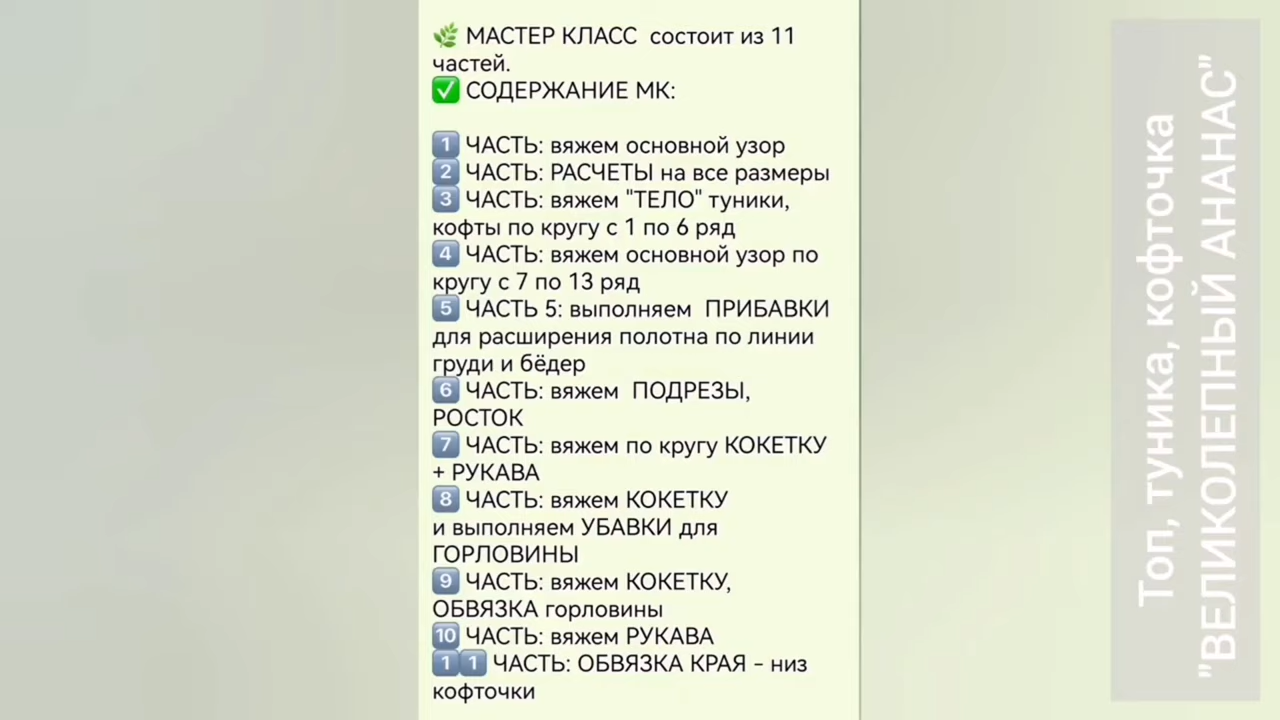 🌿 МАСТЕР КЛАСС состоит из 11
частей.
✅ СОДЕРЖАНИЕ МК:
1️⃣ ЧАСТЬ: вяжем основной узор
2️⃣ ЧАСТЬ: РАСЧЕТЫ на все размеры
3️⃣ ЧАСТЬ: вяжем "ТЕЛО" туники,
кофты по кругу с 1 по 6 ряд
4️⃣ ЧАСТЬ: вяжем основной узор по
кругу с 7 по 13 ряд
5️⃣ ЧАСТЬ 5: выполняем ПРИБАВКИ
для расширения полотна по линии
груди и бёдер
6️⃣ ЧАСТЬ: вяжем ПОДРЕЗЫ,
РОСТОК
7️⃣ ЧАСТЬ: вяжем по кругу КОКЕТКУ
+ РУКАВА
8️⃣ ЧАСТЬ: вяжем КОКЕТКУ
и выполняем УБАВКИ для
ГОРЛОВИНЫ
9️⃣ ЧАСТЬ: вяжем КОКЕТКУ,
ОБВЯЗКА горловины
🔟 ЧАСТЬ: вяжем РУКАВА
1️⃣1️⃣ ЧАСТЬ: ОБВЯЗКА КРАЯ - низ
кофточки
Топ, туника, кофточка
"ВЕЛИКОЛЕПНЫЙ АНАНАС"